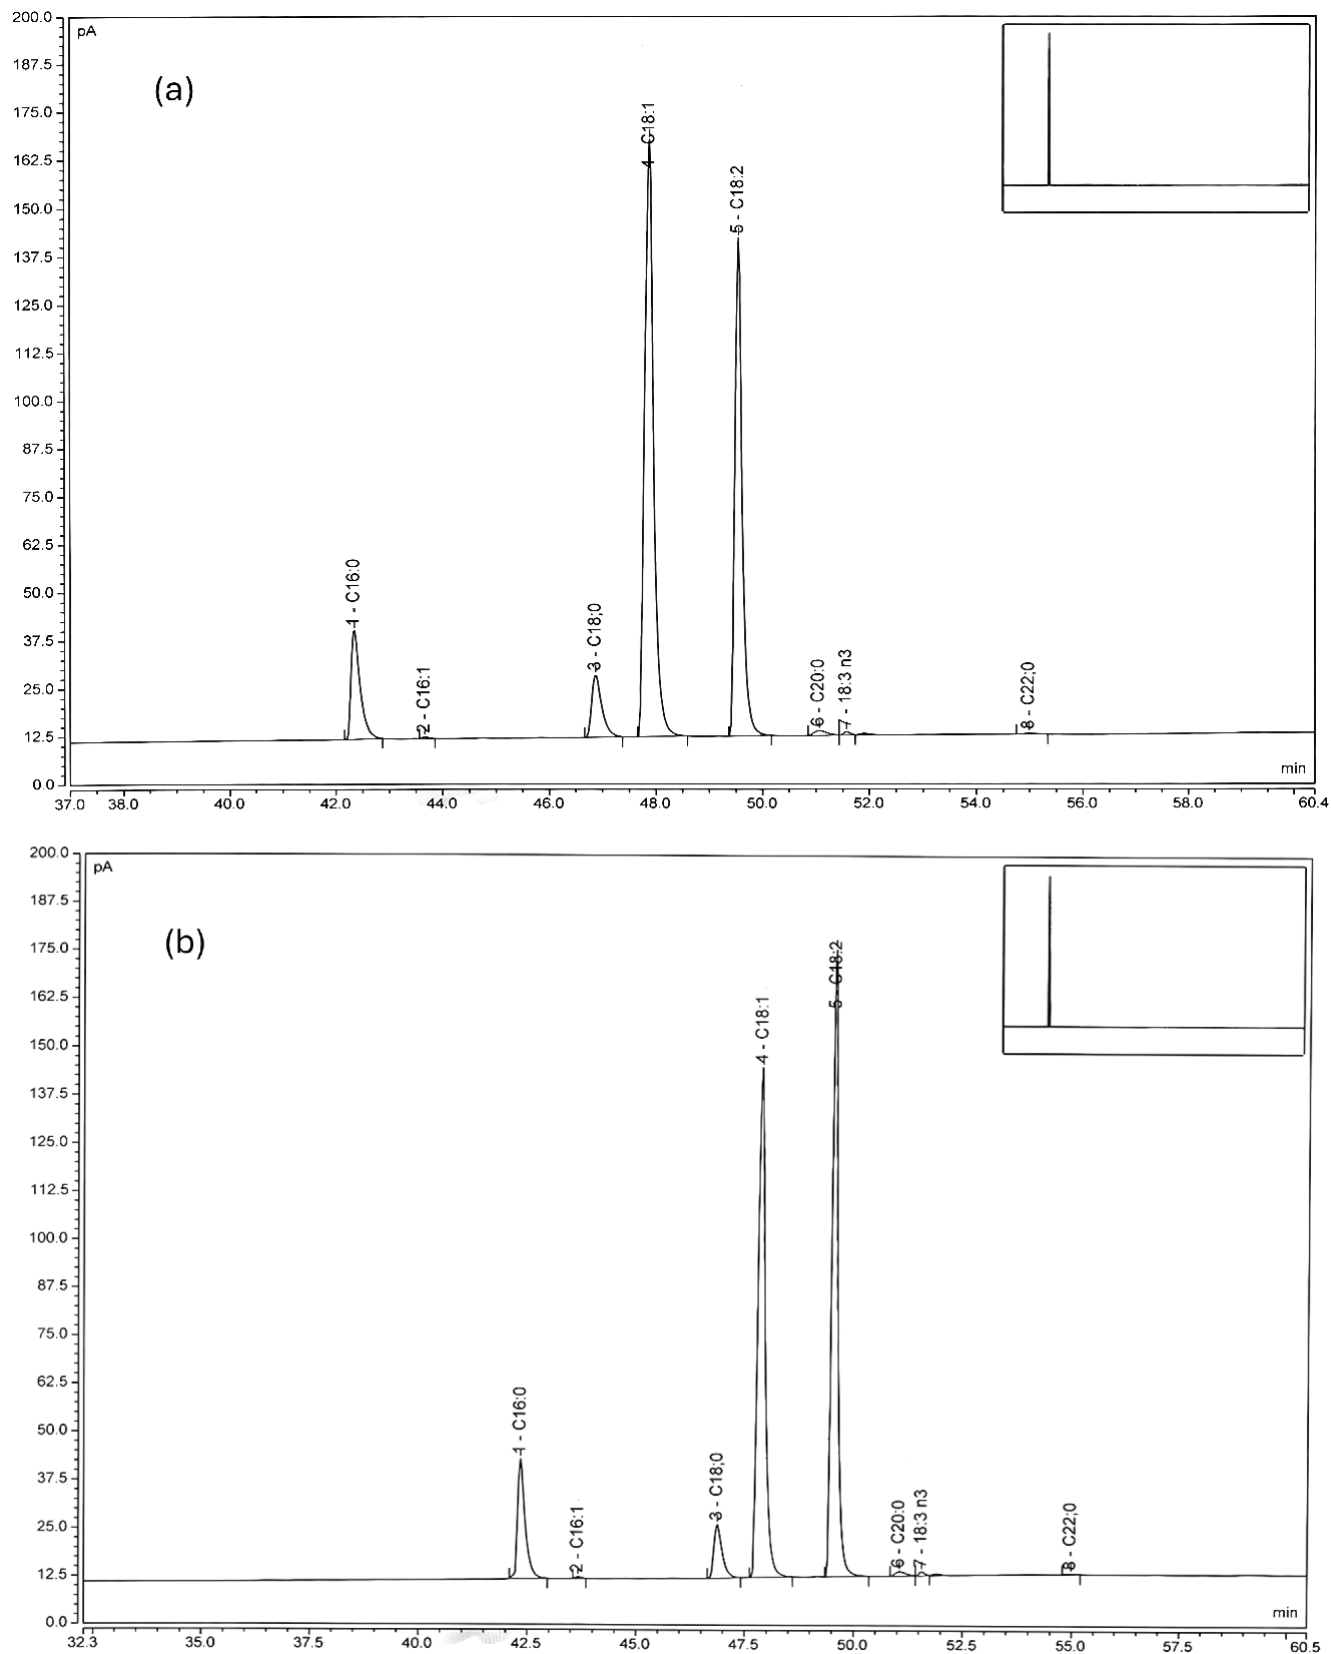 200.0
pA
187.5
(a)
175.0
4 - C18:1
162.5
5 - C18:2
150.0
137.5
125.0
112.5
100.0
87.5
75.0
62.5
1 - C16:0
50.0
3 - C18;0
37.5
2 - C16:1
6 - C20:0
7 - 18:3 n3
8 - C22;0
25.0
12.5
min
0.0
37.0 38.0 40.0 42.0 44.0 46.0 48.0 50.0 52.0 54.0 56.0 58.0 60.4
200.0
pA
187.5
(b)
175.0
5 - C18:2
162.5
4 - C18:1
150.0
137.5
125.0
112.5
100.0
87.5
75.0
62.5
1 - C16:0
50.0
3 - C18;0
37.5
2 - C16:1
6 - C20:0
7 - 18:3 n3
8 - C22;0
25.0
12.5
min
0.0
32.3 35.0 37.5 40.0 42.5 45.0 47.5 50.0 52.5 55.0 57.5 60.5